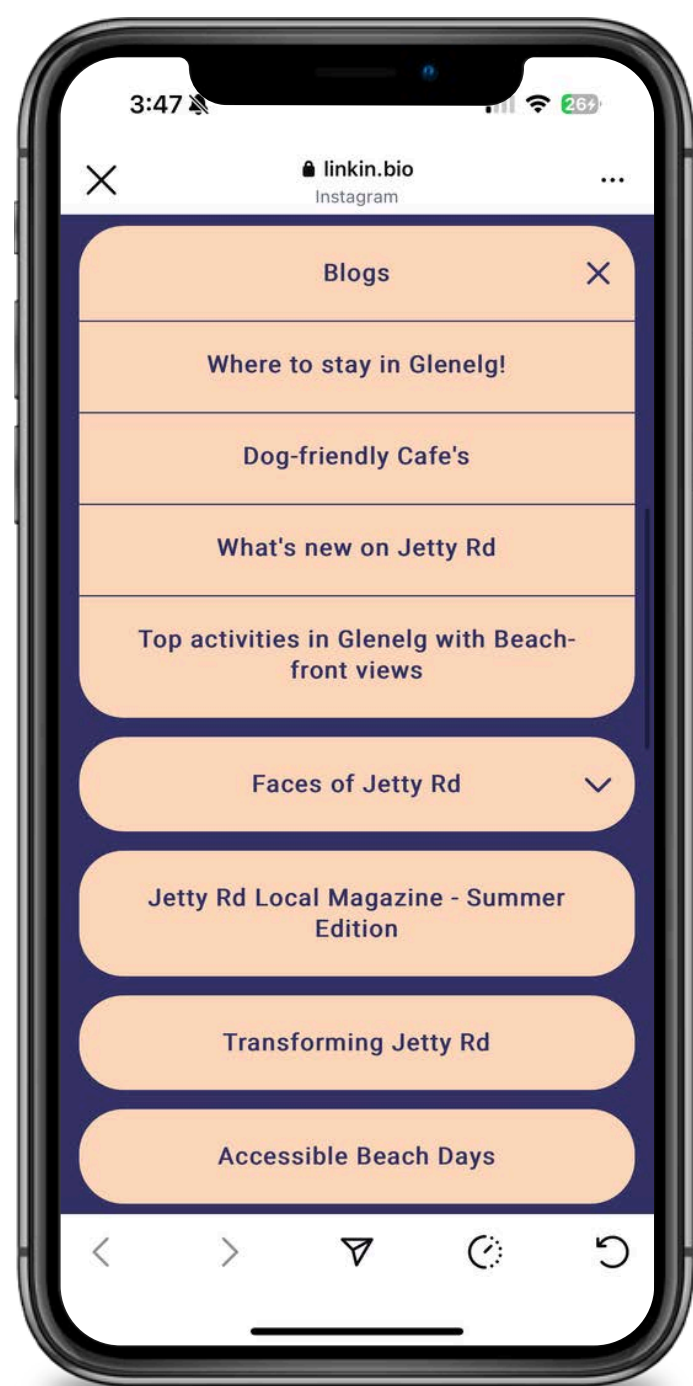 3:47
26
linkin.bio
Instagram
Blogs
Where to stay in Glenelg!
Dog-friendly Cafe's
What's new on Jetty Rd
Top activities in Glenelg with Beach-
front views
Faces of Jetty Rd
Jetty Rd Local Magazine - Summer
Edition
Transforming Jetty Rd
Accessible Beach Days